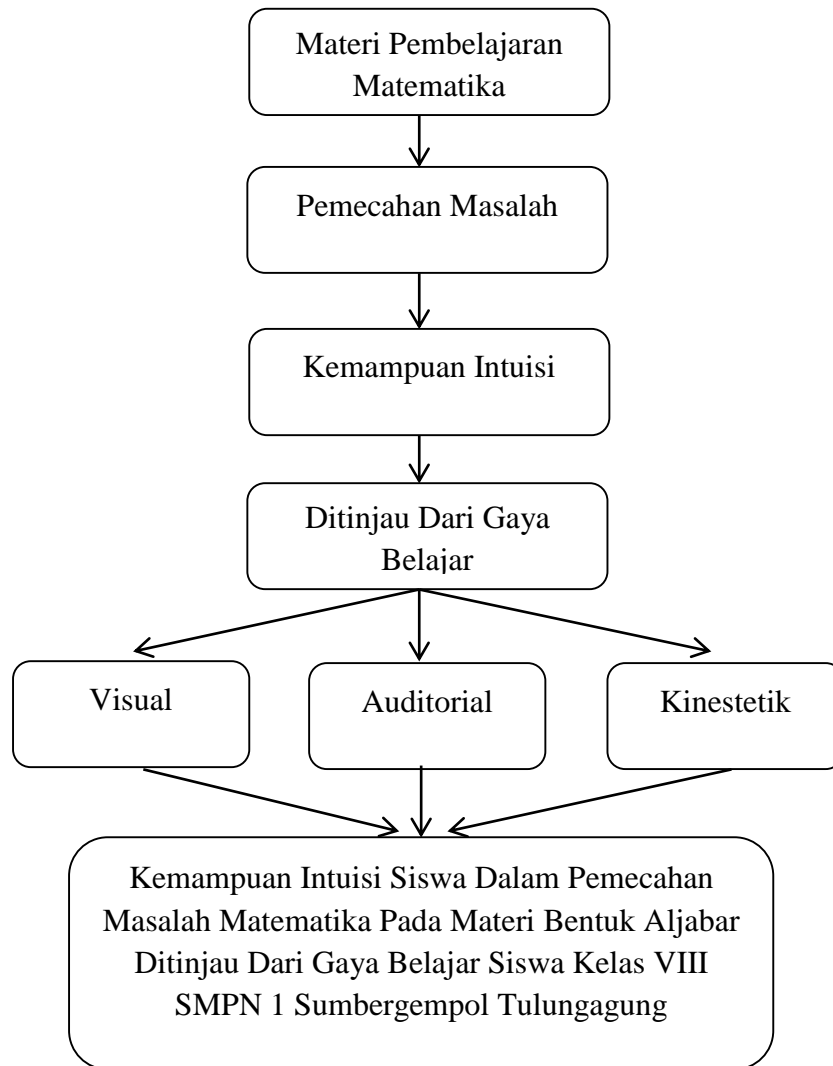 Materi Pembelajaran
Matematika
Pemecahan Masalah
Kemampuan Intuisi
Ditinjau Dari Gaya
Belajar
Visual
Auditorial
Kinestetik
Kemampuan Intuisi Siswa Dalam Pemecahan
Masalah Matematika Pada Materi Bentuk Aljabar
Ditinjau Dari Gaya Belajar Siswa Kelas VIII
SMPN 1 Sumbergempol Tulungagung